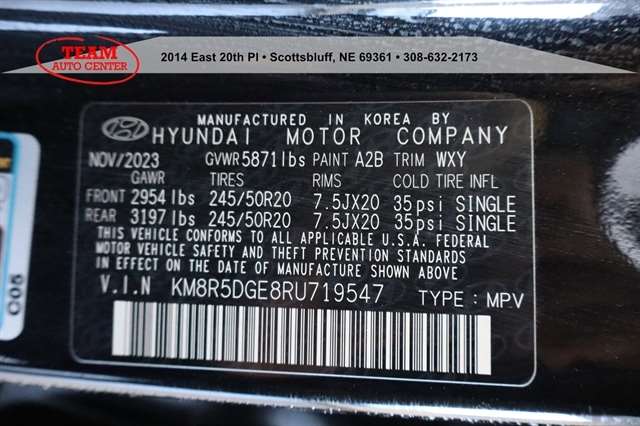 TEAM
AUTO CENTER
2014 East 20th Pl • Scottsbluff, NE 69361 • 308-632-2173
MANUFACTURED IN KOREA BY
HYUNDAI MOTOR COMPANY
NOV/2023 GVWR 5871lbs PAINT A2B TRIM WXY
GAWR TIRES RIMS COLD TIRE INFL
FRONT 2954 lbs 245/50R20 7.5JX20 35psi SINGLE
REAR 3197 lbs 245/50R20 7.5JX20 35psi SINGLE
THIS VEHICLE CONFORMS TO ALL APPLICABLE U.S.A. FEDERAL
MOTOR VEHICLE SAFETY AND THEFT PREVENTION STANDARDS
IN EFFECT ON THE DATE OF MANUFACTURE SHOWN ABOVE.
V.I.N KM8R5DGE8RU719547 TYPE : MPV
C05